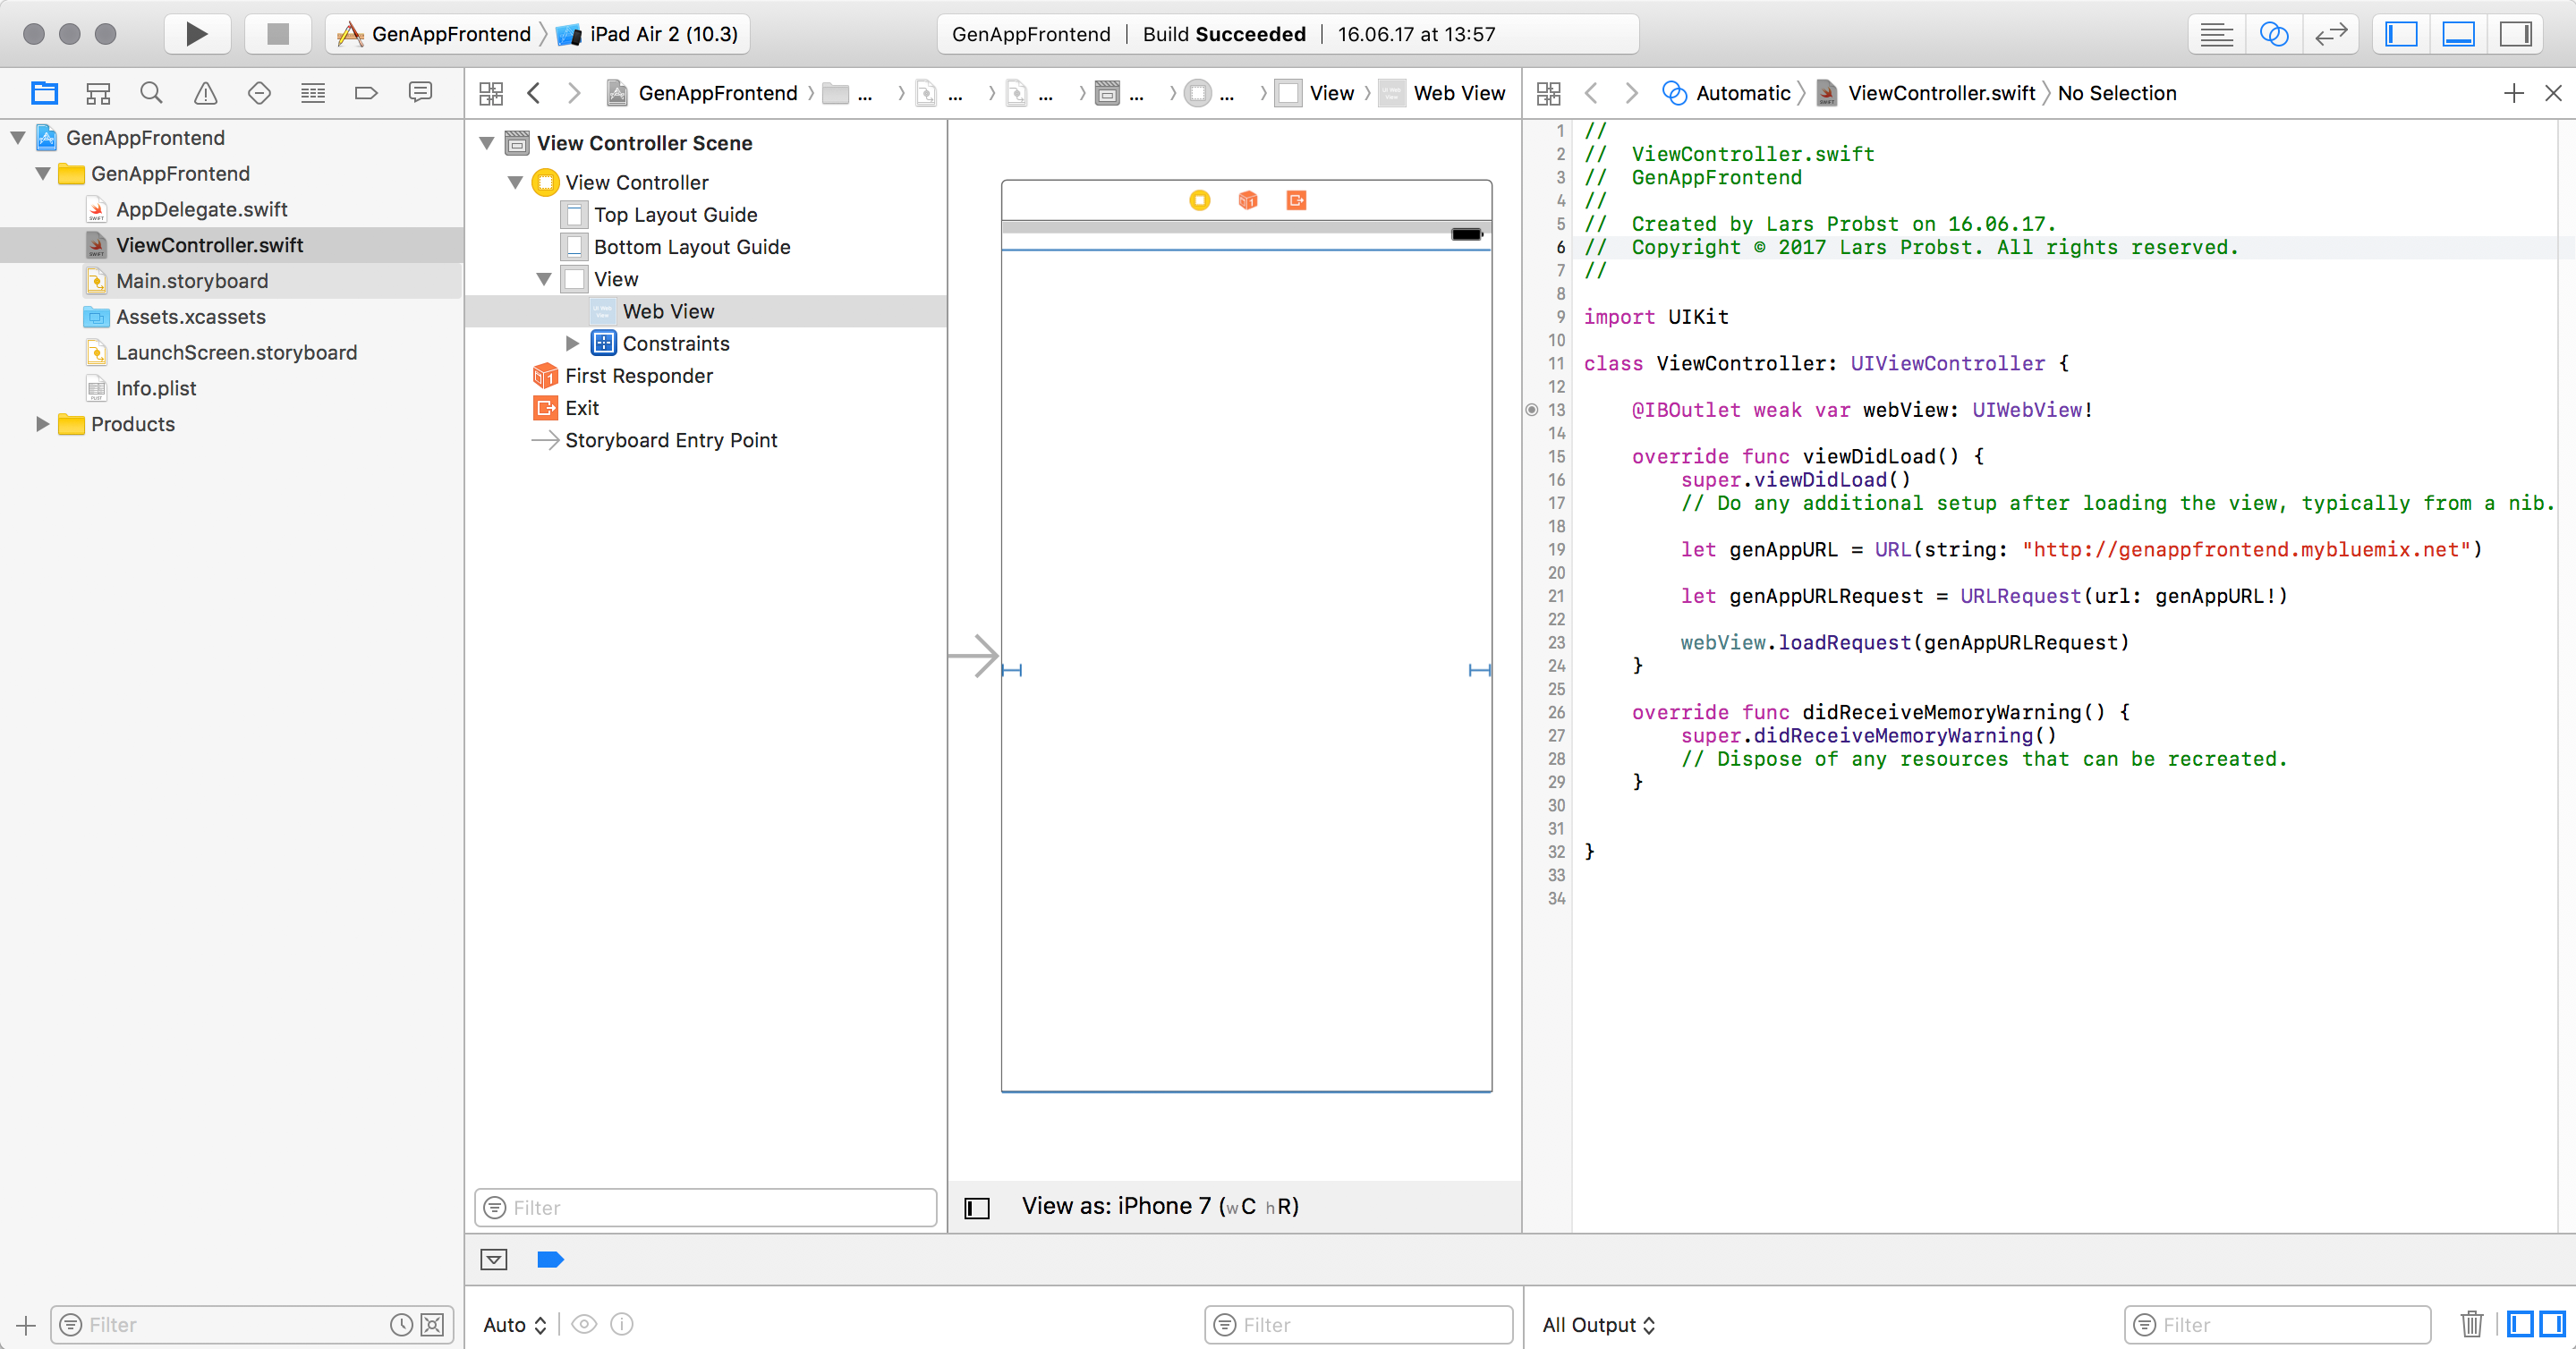 GenAppFrontend 〉 iPad Air 2 (10.3)
GenAppFrontend | Build Succeeded | 16.06.17 at 13:57
GenAppFrontend 〉 ... 〉 ... 〉 ... 〉 ... 〉 ... 〉 View 〉 Web View
Automatic 〉 ViewController.swift 〉 No Selection
GenAppFrontend
GenAppFrontend
AppDelegate.swift
ViewController.swift
Main.storyboard
Assets.xcassets
LaunchScreen.storyboard
Info.plist
Products
Filter
View Controller Scene
View Controller
Top Layout Guide
Bottom Layout Guide
View
Web View
Constraints
First Responder
Exit
Storyboard Entry Point
Filter
View as: iPhone 7 (wC hR)
1 //
2 //  ViewController.swift
3 //  GenAppFrontend
4 //
5 //  Created by Lars Probst on 16.06.17.
6 //  Copyright © 2017 Lars Probst. All rights reserved.
7 //
8
9 import UIKit
10
11 class ViewController: UIViewController {
12
13     @IBOutlet weak var webView: UIWebView!
14
15     override func viewDidLoad() {
16         super.viewDidLoad()
17         // Do any additional setup after loading the view, typically from a nib.
18
19         let genAppURL = URL(string: "http://genappfrontend.mybluemix.net")
20
21         let genAppURLRequest = URLRequest(url: genAppURL!)
22
23         webView.loadRequest(genAppURLRequest)
24     }
25
26     override func didReceiveMemoryWarning() {
27         super.didReceiveMemoryWarning()
28         // Dispose of any resources that can be recreated.
29     }
30
31
32 }
33
34
Auto
Filter
All Output
Filter